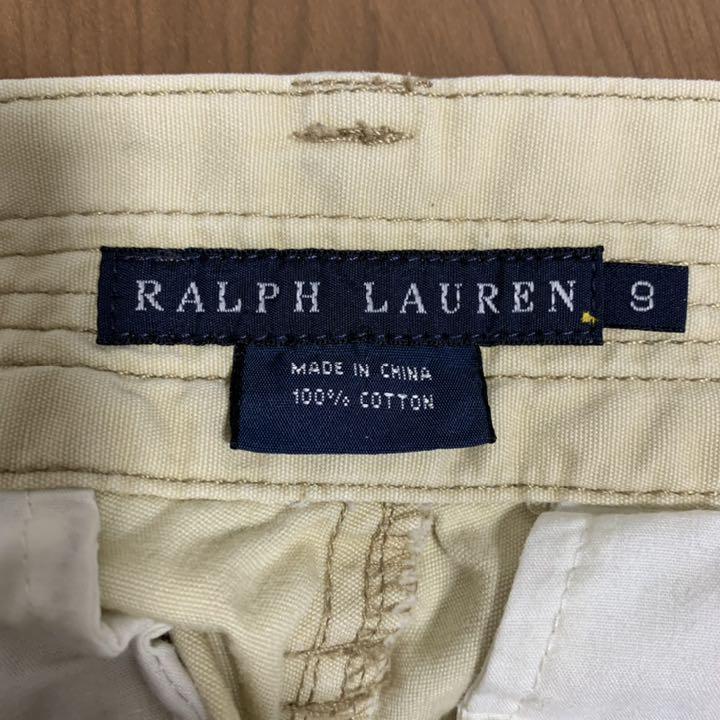 RALPH LAUREN 9
MADE IN CHINA
100% COTTON